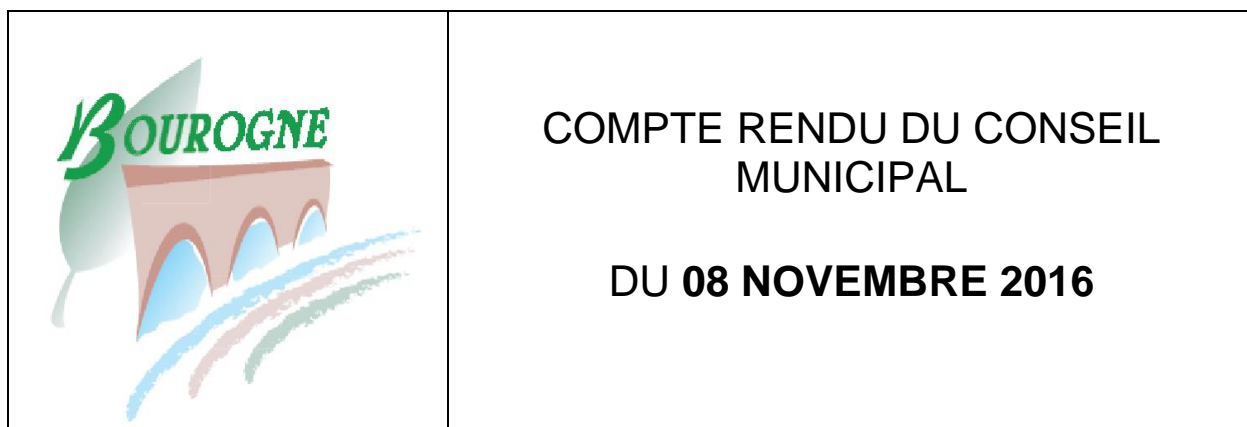 BOUROGNE
COMPTE RENDU DU CONSEIL
MUNICIPAL
DU 08 NOVEMBRE 2016